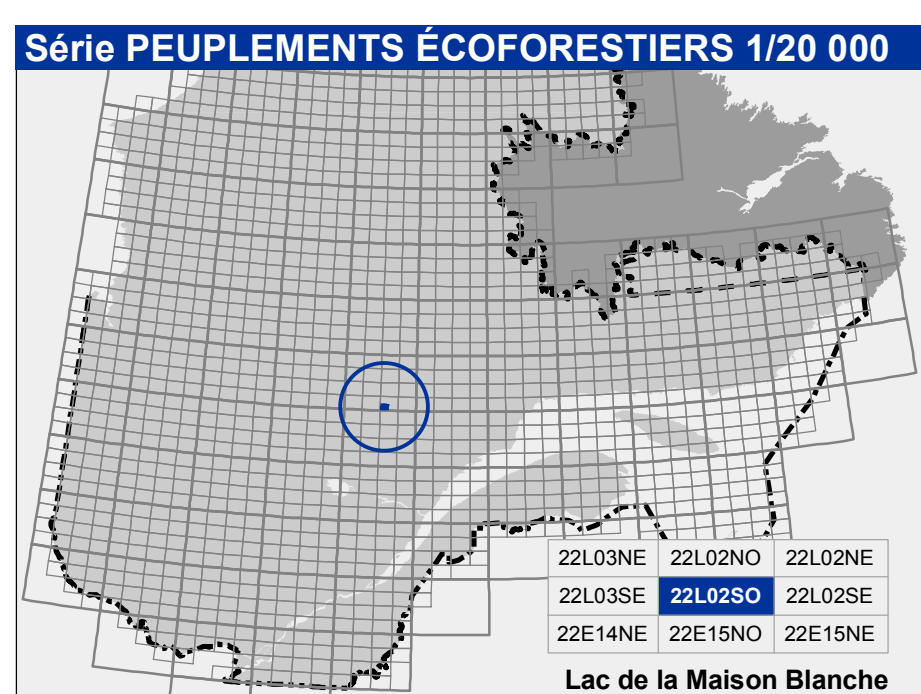 Série PEUPLEMENTS ÉCOFORESTIERS 1/20 000
22L03NE 22L02NO 22L02NE
22L03SE 22L02SO 22L02SE
22E14NE 22E15NO 22E15NE
Lac de la Maison Blanche